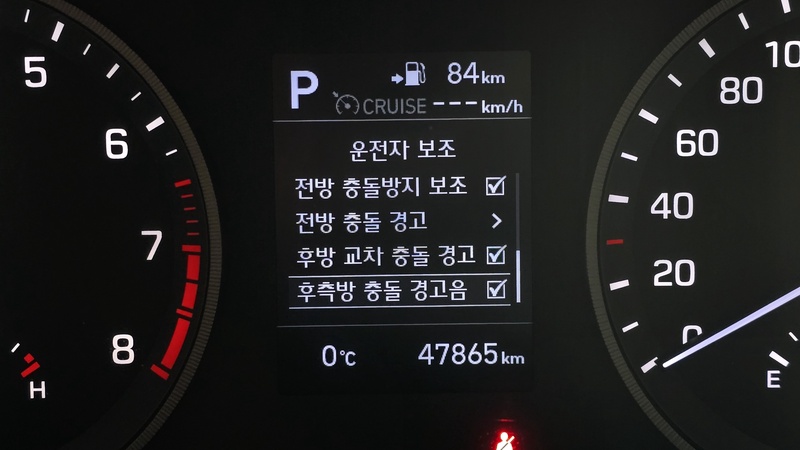 5
6
7
8
H
P
84km
CRUISE ---km/h
운전자 보조
전방 충돌방지 보조
전방 충돌 경고
후방 교차 충돌 경고
후측방 충돌 경고음
0℃
47865km
80
60
40
20
0
E